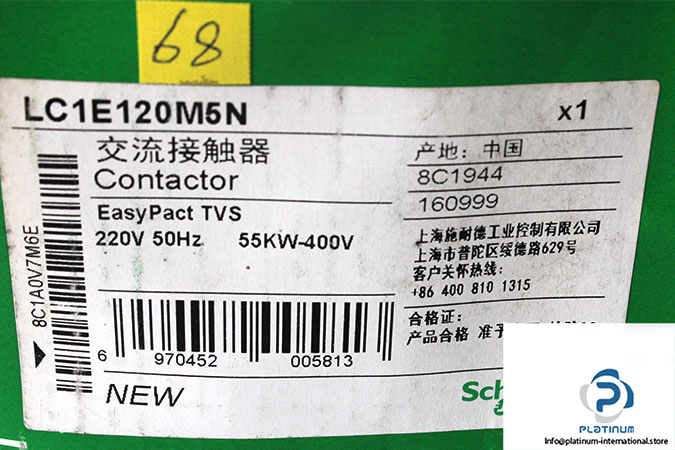 68
LC1E120M5N x1
交流接触器
Contactor
EasyPact TVS
220V 50Hz 55KW-400V
产地: 中国
8C1944
160999
上海施耐德工业控制有限公司
上海市普陀区绥德路629号
客户关怀热线:
+86 400 810 1315
合格证:
产品合格 准予
8C1A0V7M6E
6 970452 005813
NEW
Sch
PLATINUM
Info@platinum-international.store